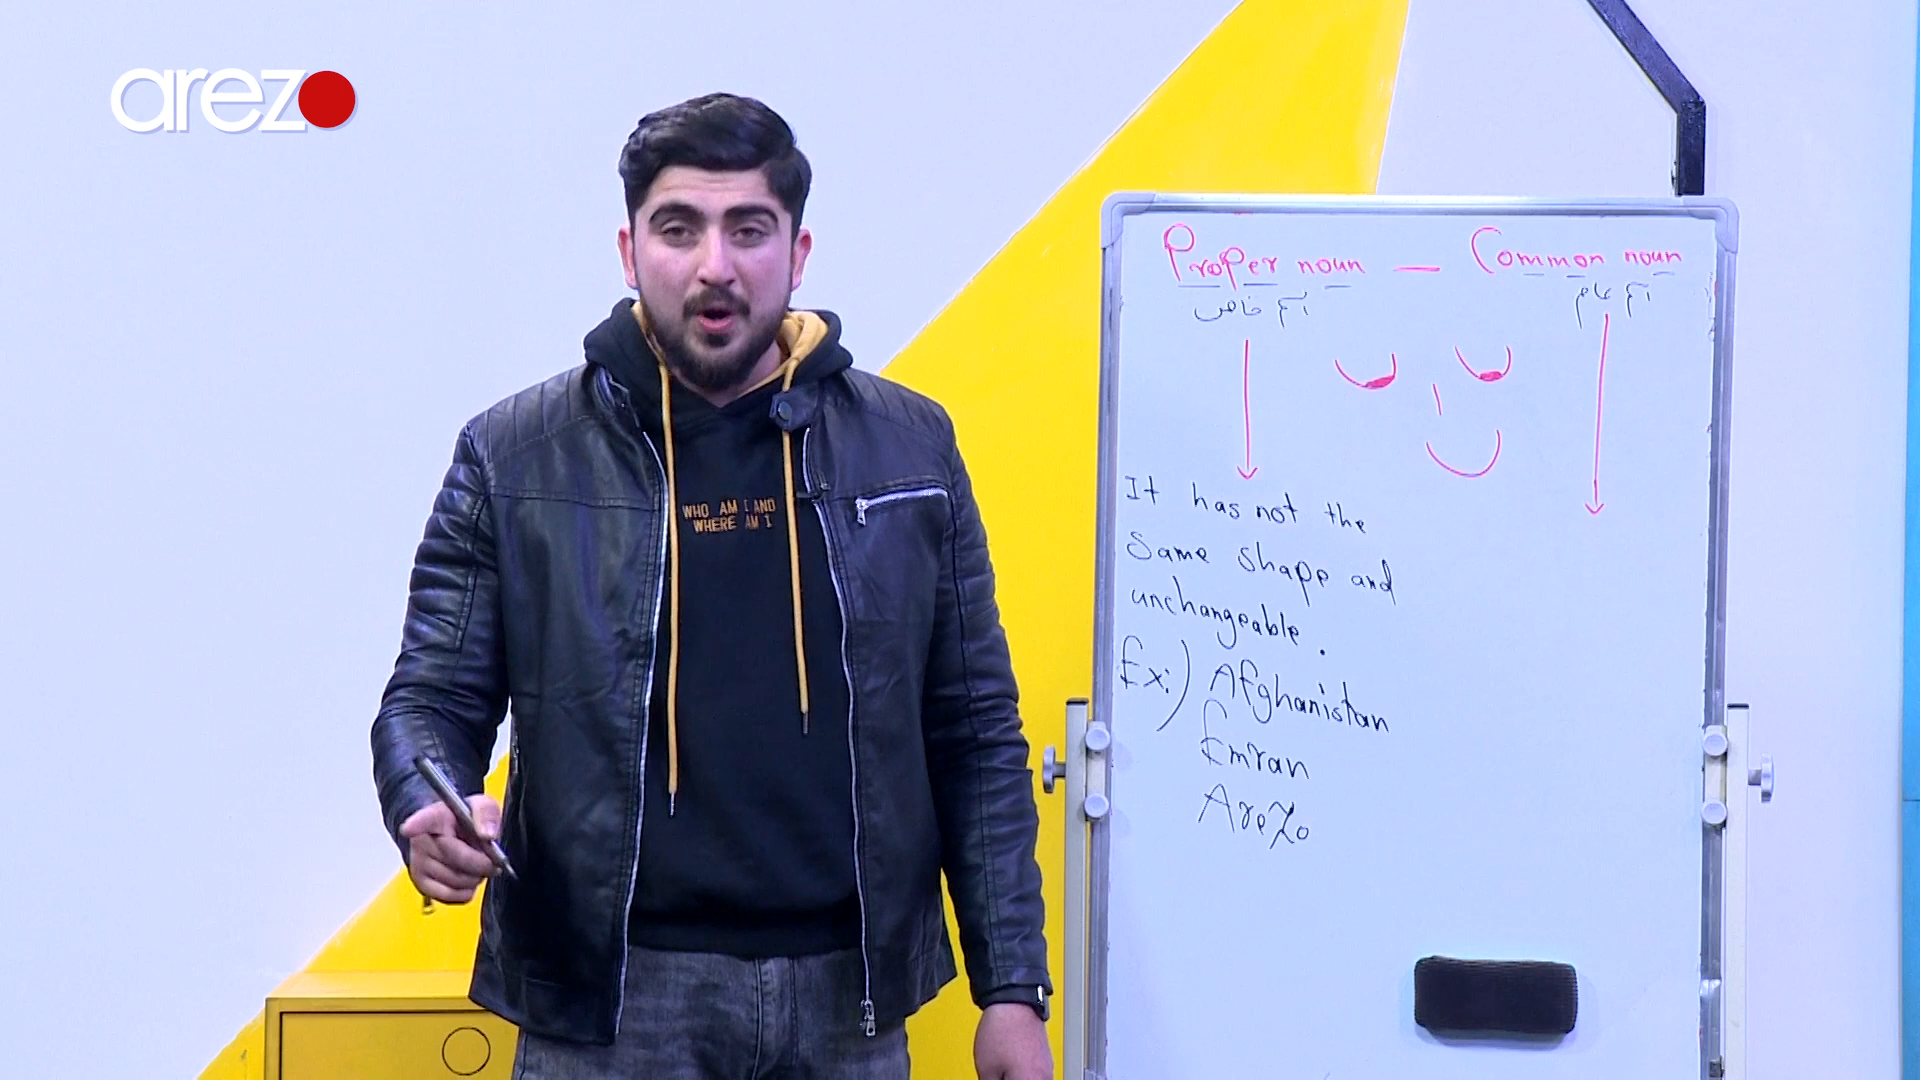 arezo
WHO AM I AND
WHERE AM I
Proper noun — Common noun
اسم خاص
اسم عام
It has not the
same shape and
unchangeable.
Ex:) Afghanistan
Emran
Arezo